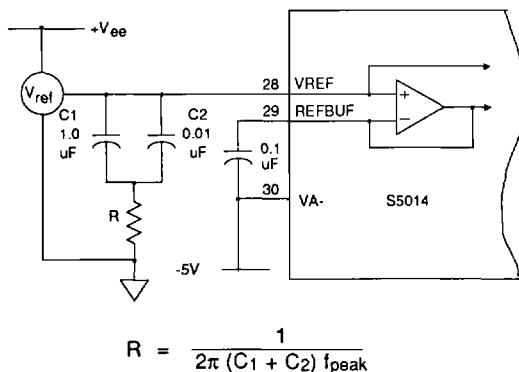 +Vee
Vref
C1
1.0
uF
C2
0.01
uF
R
28 VREF
29 REFBUF
0.1
uF
30 VA-
-5V
+
−
S5014
R = 1 / 2π (C1 + C2) fpeak